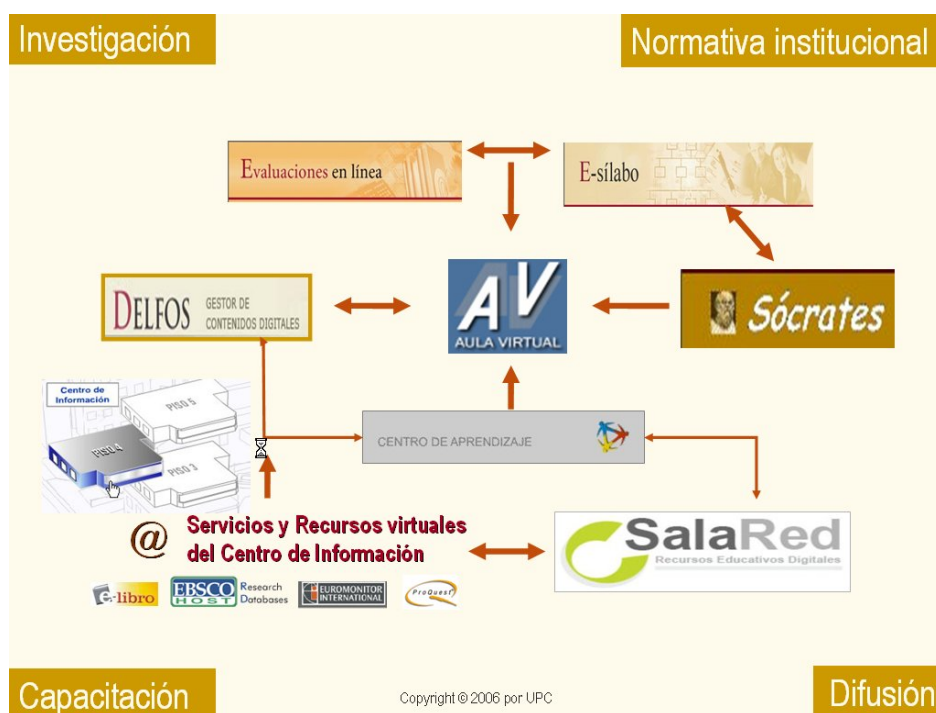 Investigación
Normativa institucional
Evaluaciones en línea
E-sílabo
DELFOS GESTOR DE
CONTENIDOS DIGITALES
AV
AULA VIRTUAL
Sócrates
Centro de
Información
PISO 5
PISO 4
PISO 3
CENTRO DE APRENDIZAJE
@ Servicios y Recursos virtuales
del Centro de Información
SalaRed
Recursos Educativos Digitales
e-libro
EBSCO
HOST
Research
Databases
EUROMONITOR
INTERNATIONAL
ProQuest
Capacitación
Copyright © 2006 por UPC
Difusión